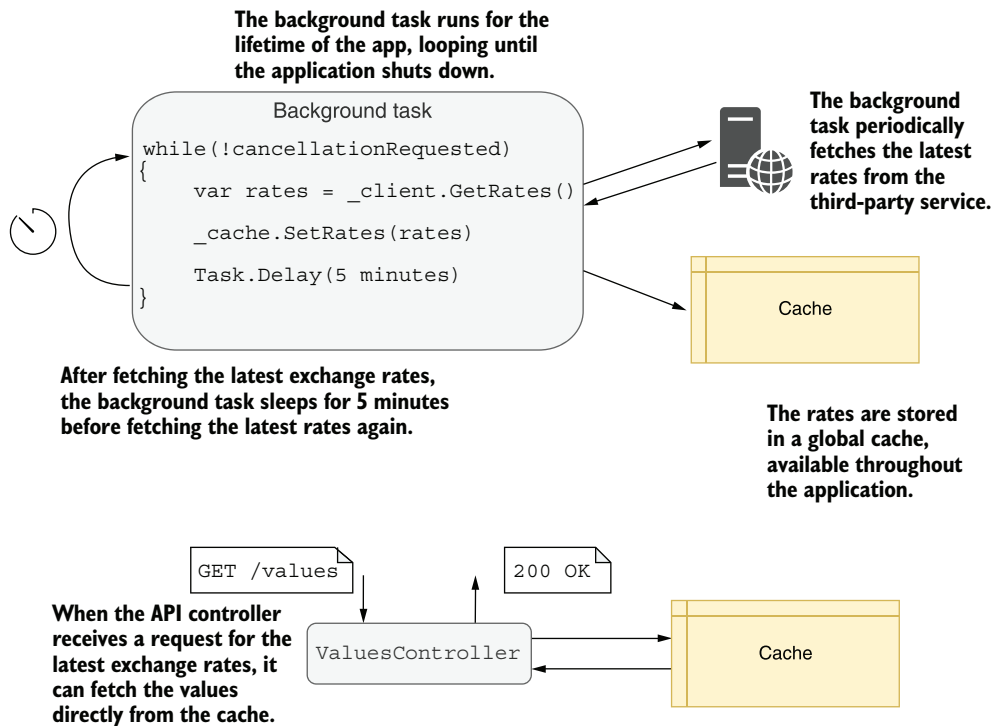 The background task runs for the
lifetime of the app, looping until
the application shuts down.
Background task
while(!cancellationRequested)
{
var rates = _client.GetRates()
_cache.SetRates(rates)
Task.Delay(5 minutes)
}
The background
task periodically
fetches the latest
rates from the
third-party service.
Cache
After fetching the latest exchange rates,
the background task sleeps for 5 minutes
before fetching the latest rates again.
The rates are stored
in a global cache,
available throughout
the application.
GET /values
200 OK
When the API controller
receives a request for the
latest exchange rates, it
can fetch the values
directly from the cache.
ValuesController
Cache